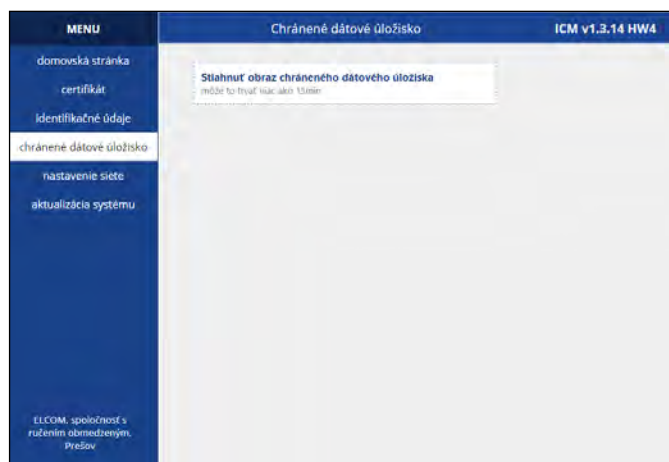 MENU
Chránené dátové úložisko
ICM v1.3.14 HW4
domovská stránka
certifikát
identifikačné údaje
chránené dátové úložisko
nastavenie siete
aktualizácia systému
Stiahnuť obraz chráneného dátového úložiska
môže to trvať viac ako 15min
ELCOM, spoločnosť s
ručením obmedzeným,
Prešov